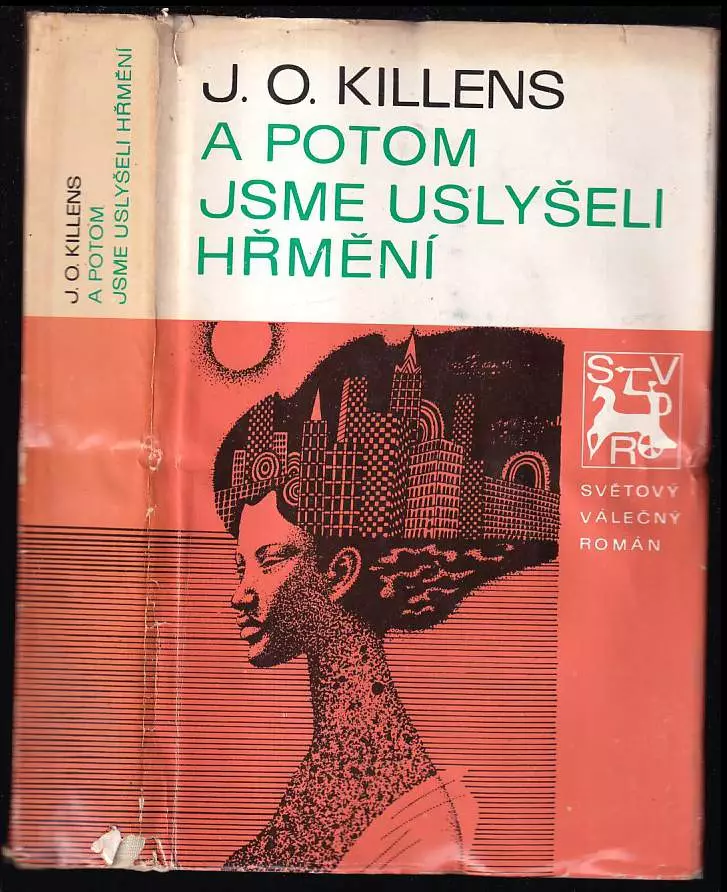 J. O. KILLENS
A POTOM
JSME USLYŠELI HŘMĚNÍ
J. O. KILLENS
A POTOM
JSME USLYŠELI
HŘMĚNÍ
S V
P
R
SVĚTOVÝ
VÁLEČNÝ
ROMÁN